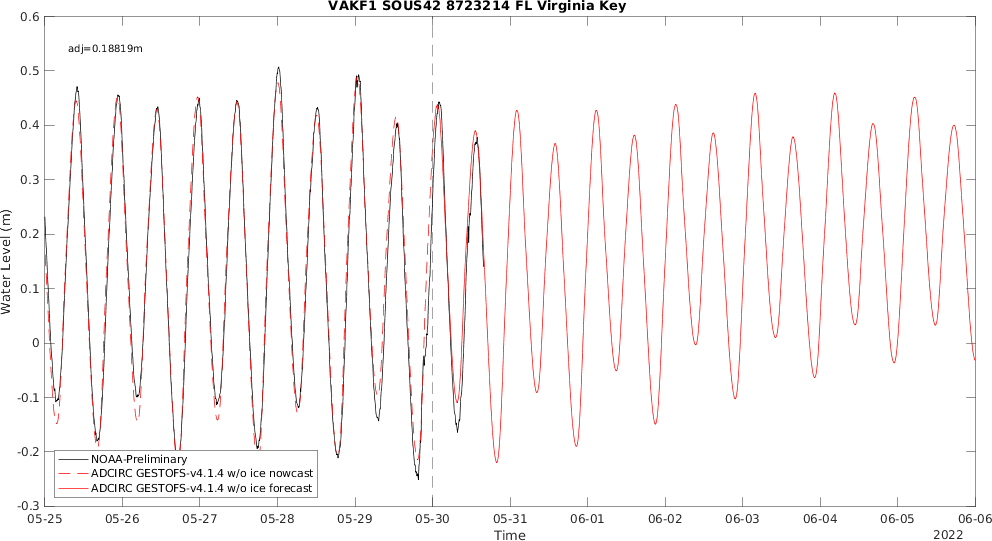 VAKF1 SOUS42 8723214 FL Virginia Key
adj=0.18819m
0.6
0.5
0.4
0.3
0.2
0.1
0
-0.1
-0.2
-0.3
Water Level (m)
NOAA-Preliminary
ADCIRC GESTOFS-v4.1.4 w/o ice nowcast
ADCIRC GESTOFS-v4.1.4 w/o ice forecast
05-25 05-26 05-27 05-28 05-29 05-30 05-31 06-01 06-02 06-03 06-04 06-05 06-06
Time
2022